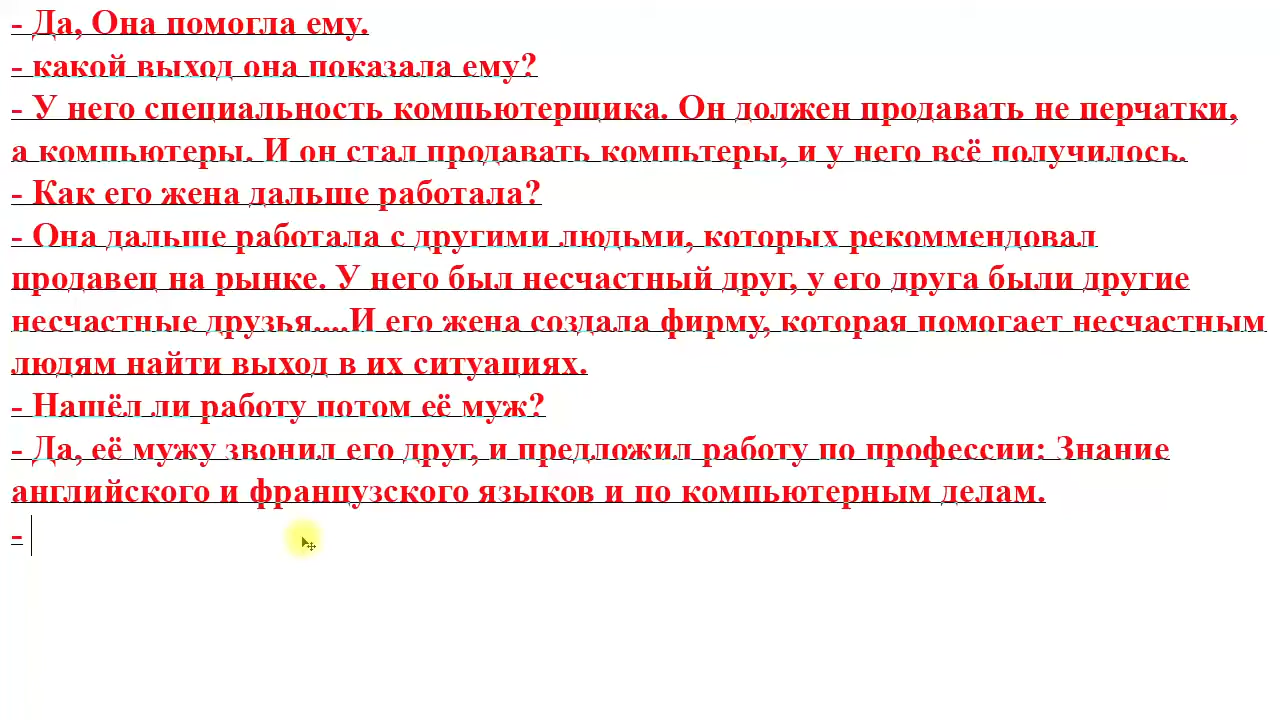 - Да, Она помогла ему.
- какой выход она показала ему?
- У него специальность компьютерщика. Он должен продавать не перчатки,
а компьютеры. И он стал продавать компьтеры, и у него всё получилось.
- Как его жена дальше работала?
- Она дальше работала с другими людьми, которых рекоммендовал
продавец на рынке. У него был несчастный друг, у его друга были другие
несчастные друзья....И его жена создала фирму, которая помогает несчастным
людям найти выход в их ситуациях.
- Нашёл ли работу потом её муж?
- Да, её мужу звонил его друг, и предложил работу по профессии: Знание
английского и французского языков и по компьютерным делам.
-